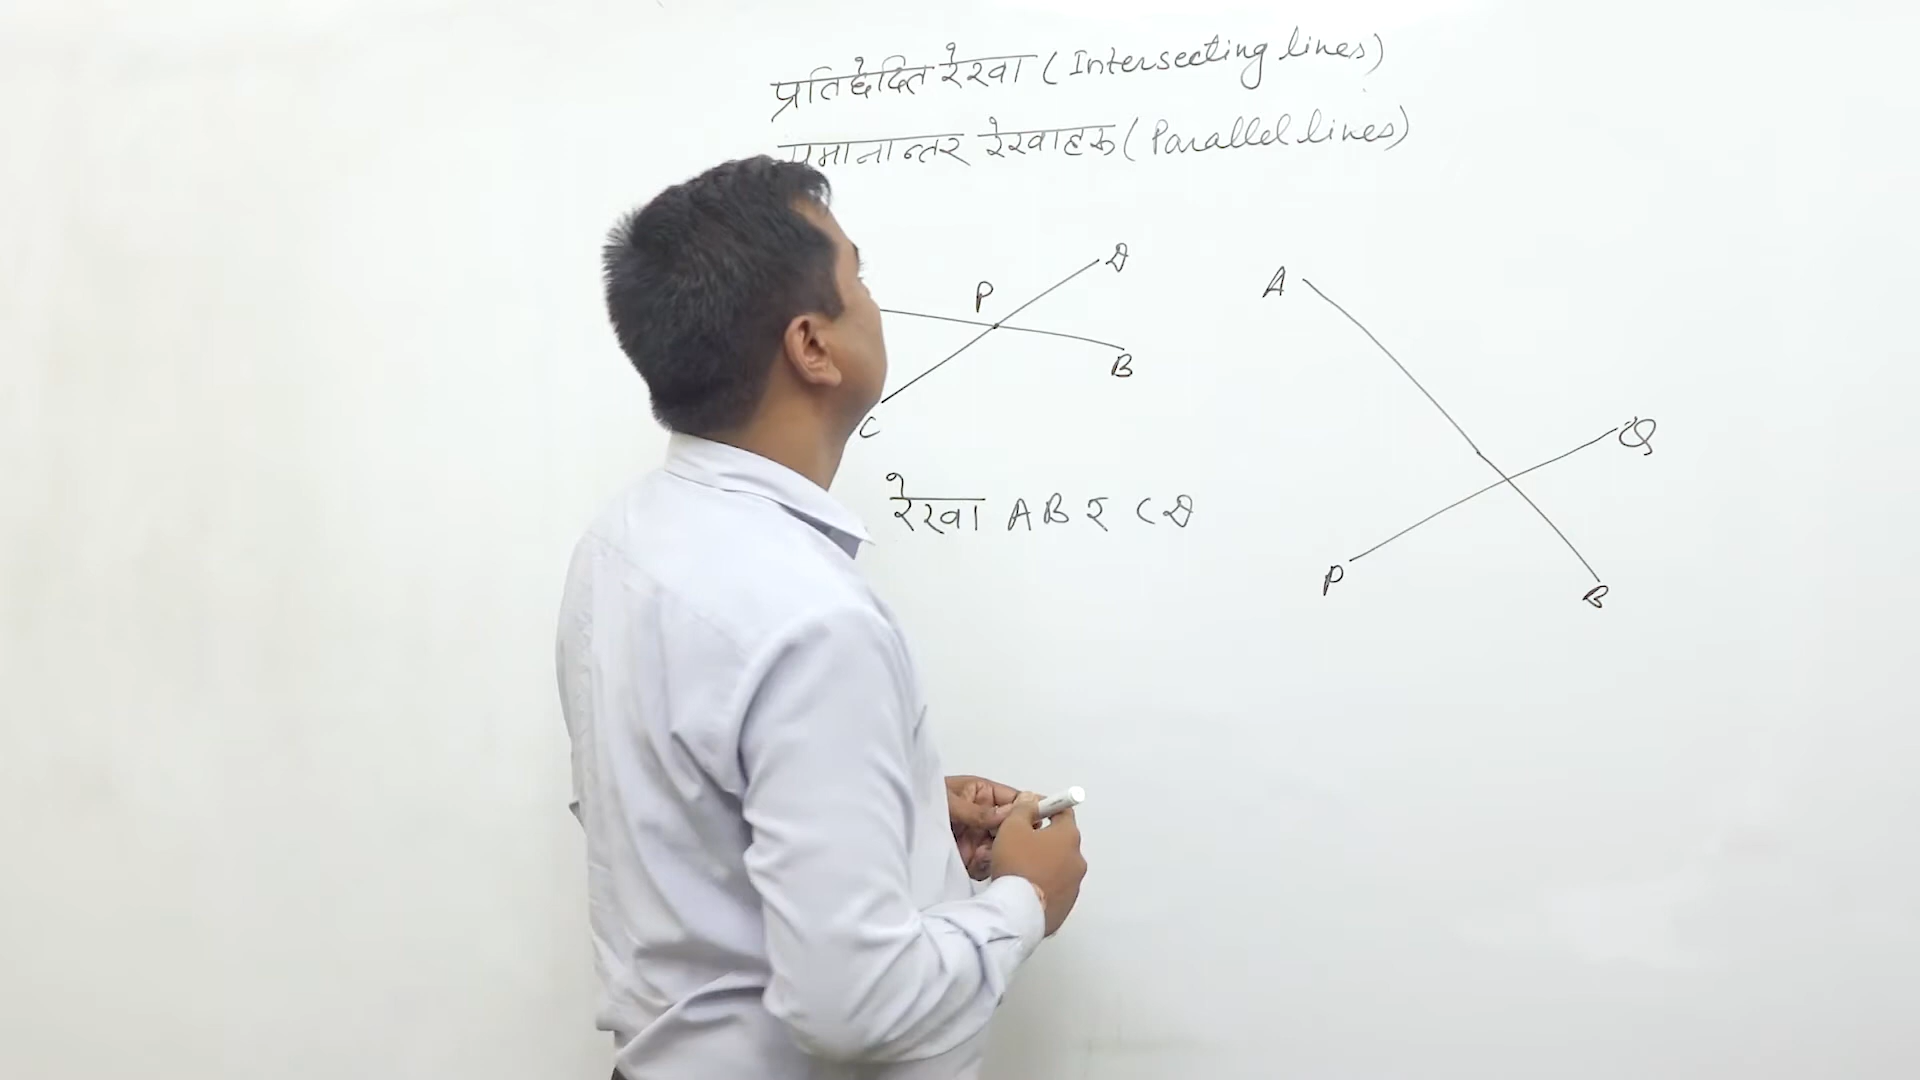 प्रतिछेदित रेखा (Intersecting lines)
समानान्तर रेखाहरू (Parallel lines)
P
D
B
C
रेखा AB र CD
A
Q
P
B